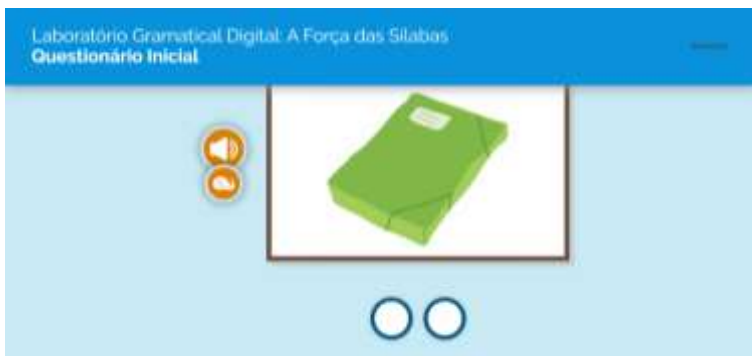 Laboratório Gramatical Digital: A Força das Sílabas
Questionário Inicial